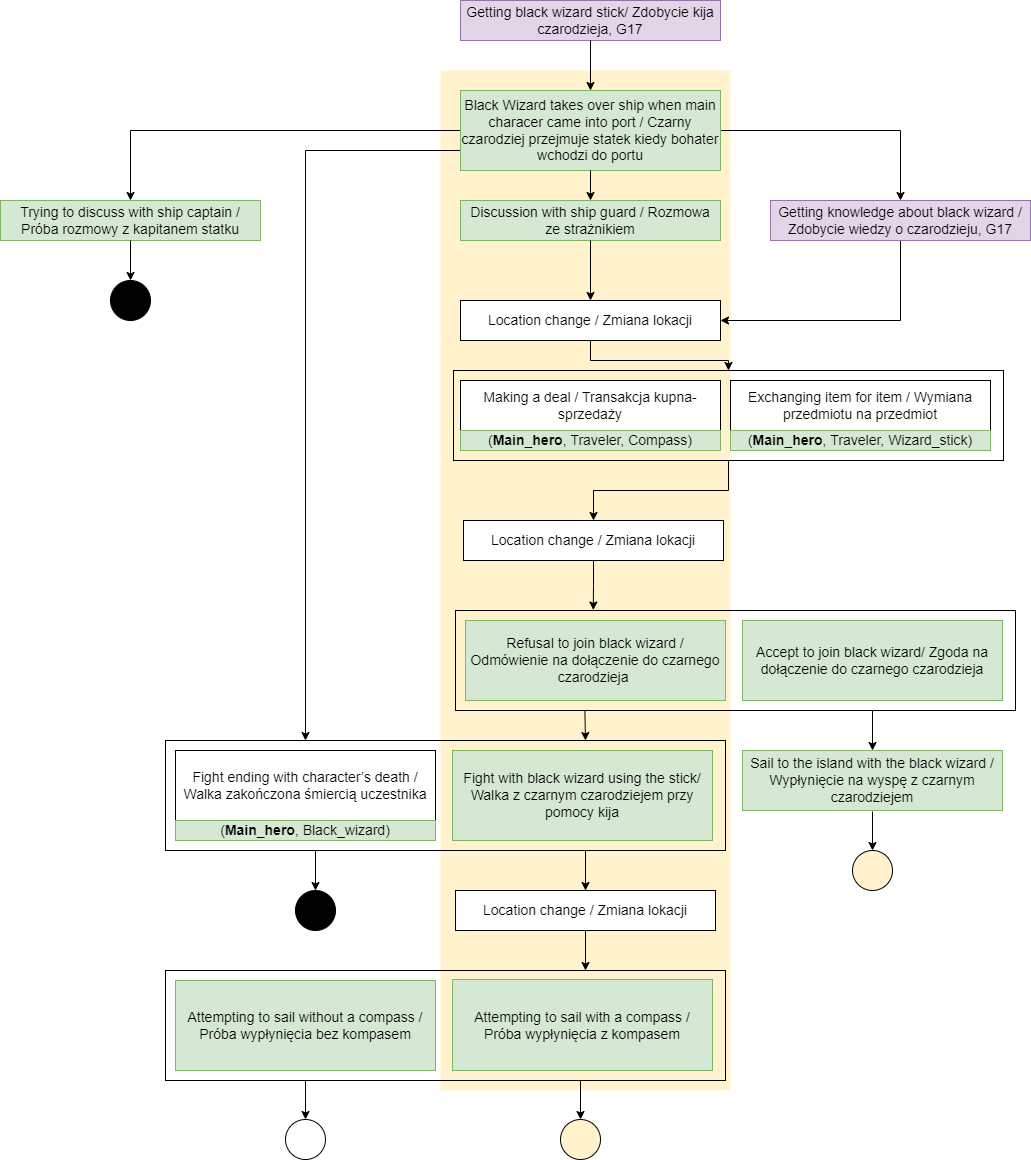 Getting black wizard stick/ Zdobycie kija
czarodzieja, G17
Black Wizard takes over ship when main
characer came into port / Czarny
czarodziej przejmuje statek kiedy bohater
wchodzi do portu
Trying to discuss with ship captain /
Próba rozmowy z kapitanem statku
Discussion with ship guard / Rozmowa
ze strażnikiem
Getting knowledge about black wizard /
Zdobycie wiedzy o czarodzieju, G17
Location change / Zmiana lokacji
Making a deal / Transakcja kupna-
sprzedaży
(Main_hero, Traveler, Compass)
Exchanging item for item / Wymiana
przedmiotu na przedmiot
(Main_hero, Traveler, Wizard_stick)
Location change / Zmiana lokacji
Refusal to join black wizard /
Odmówienie na dołączenie do czarnego
czarodzieja
Accept to join black wizard/ Zgoda na
dołączenie do czarnego czarodzieja
Fight ending with character’s death /
Walka zakończona śmiercią uczestnika
(Main_hero, Black_wizard)
Fight with black wizard using the stick/
Walka z czarnym czarodziejem przy
pomocy kija
Sail to the island with the black wizard /
Wypłynięcie na wyspę z czarnym
czarodziejem
Location change / Zmiana lokacji
Attempting to sail without a compass /
Próba wypłynięcia bez kompasem
Attempting to sail with a compass /
Próba wypłynięcia z kompasem